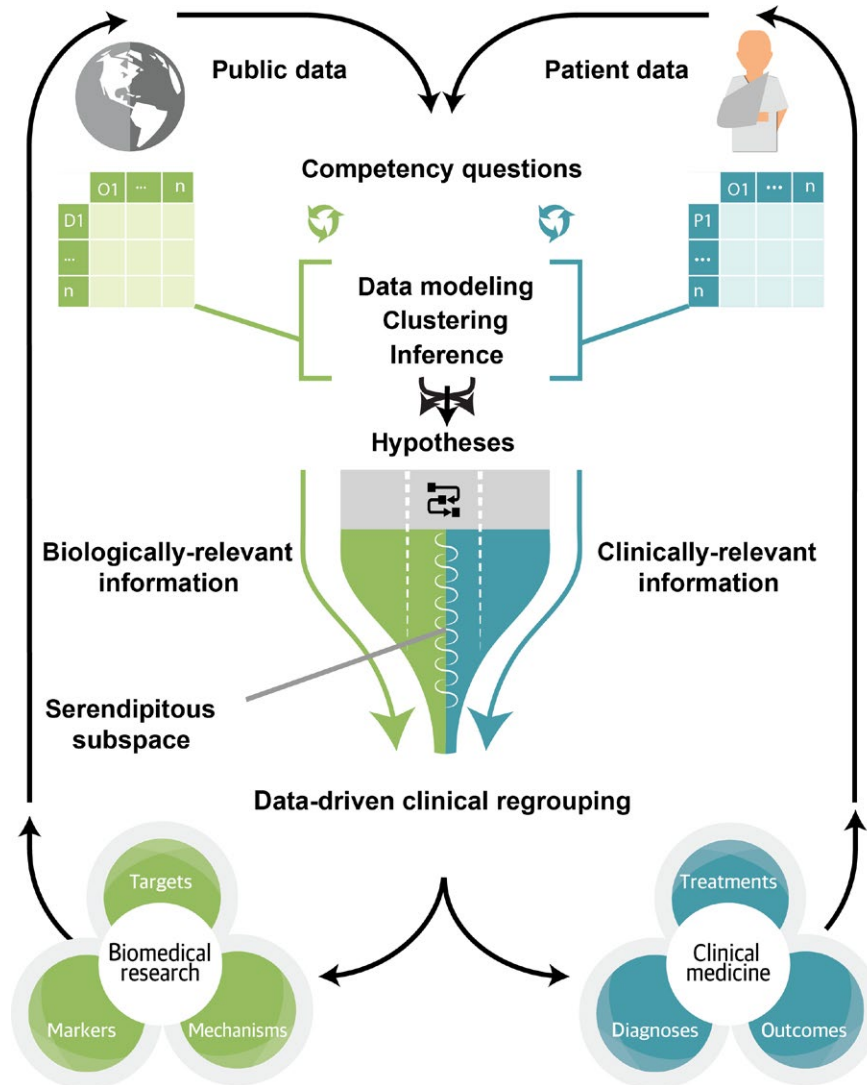 Public data
Patient data
Competency questions
O1 ... n
D1
...
n
O1 ... n
P1
...
n
Data modeling
Clustering
Inference
Hypotheses
Biologically-relevant
information
Clinically-relevant
information
Serendipitous
subspace
Data-driven clinical regrouping
Targets
Biomedical
research
Markers
Mechanisms
Treatments
Clinical
medicine
Diagnoses
Outcomes